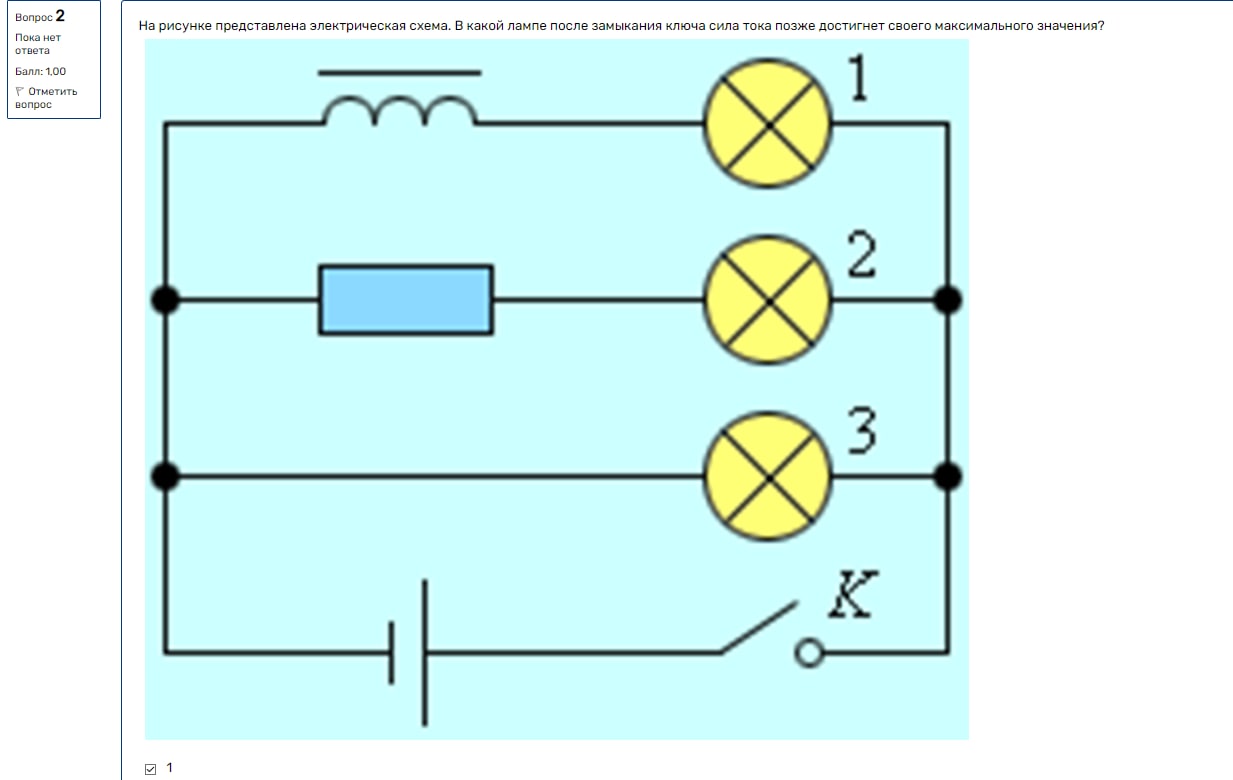 Вопрос 2
Пока нет
ответа
Балл: 1,00
Отметить
вопрос
На рисунке представлена электрическая схема. В какой лампе после замыкания ключа сила тока позже достигнет своего максимального значения?
1
2
3
K
1